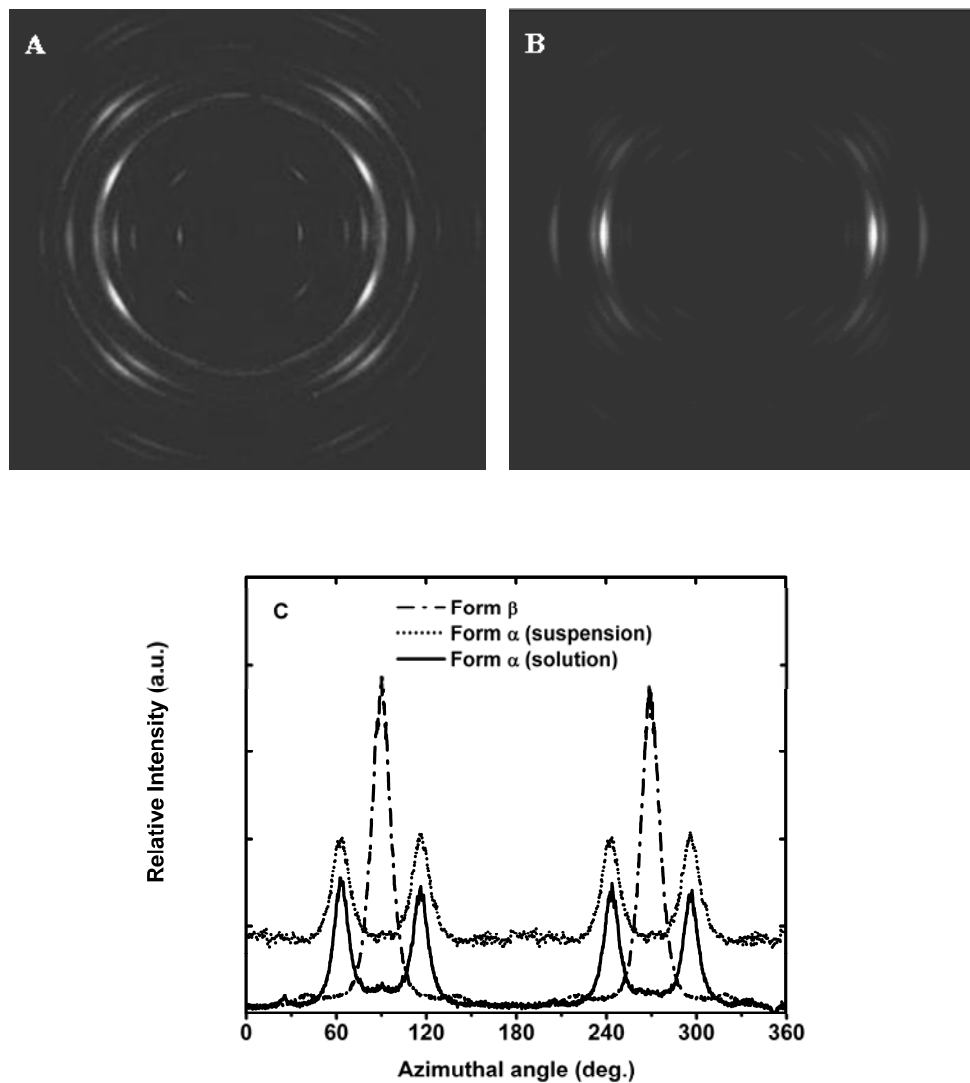 A
B
C
Form β
Form α (suspension)
Form α (solution)
Relative Intensity (a.u.)
0 60 120 180 240 300 360
Azimuthal angle (deg.)